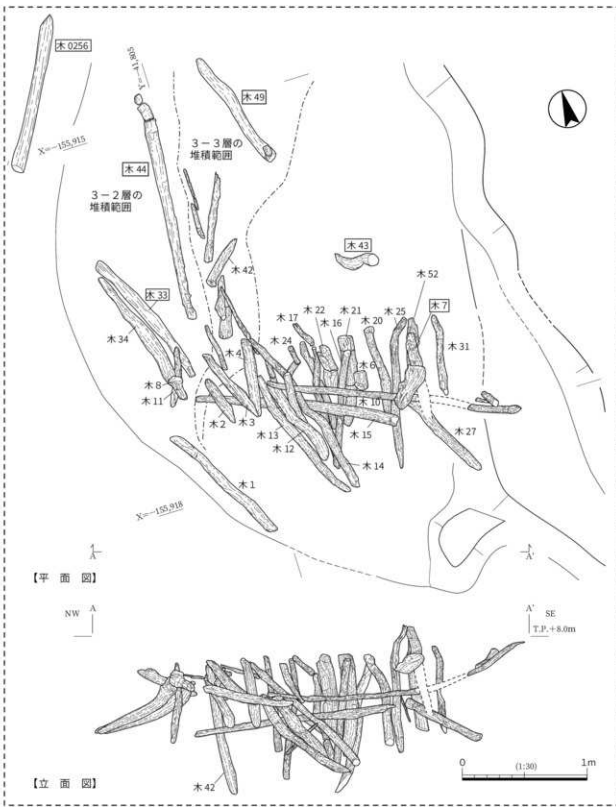 木 0256
Y=-41,805
木 49
X=-155,915
3－3層の
堆積範囲
木 44
3－2層の
堆積範囲
木 43
木 42
木 33
木 52
木 21
木 22
木 20
木 25
木 17
木 16
木 7
木 34
木 24
木 31
木 4
木 6
木 8
木 10
木 11
木 2
木 3
木 15
木 13
木 27
木 12
木 14
木 1
X=-155,918
A
A'
【平 面 図】
NW
A
A'
SE
T.P.+8.0m
0
(1:30)
1m
木 42
【立 面 図】